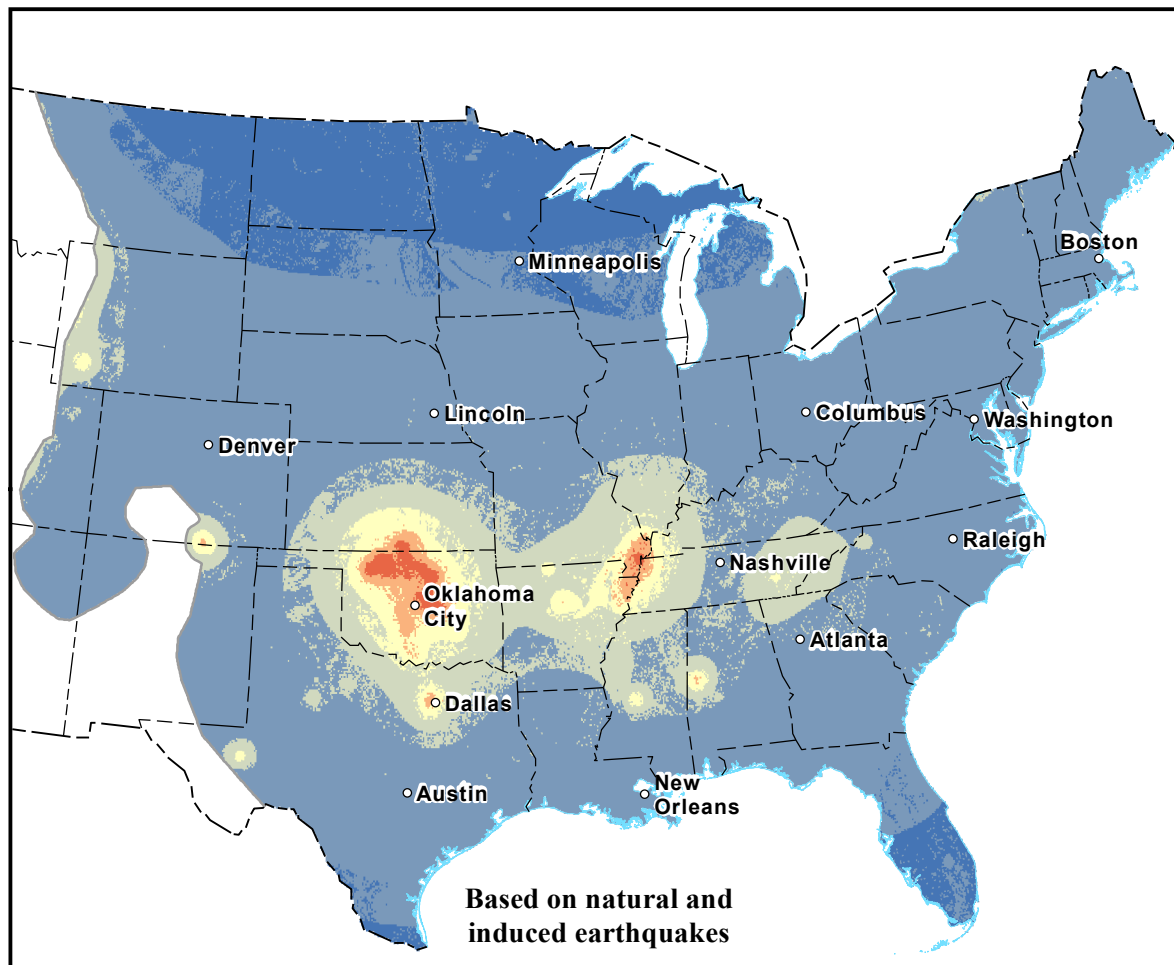 Boston
Minneapolis
Lincoln
Columbus
Washington
Denver
Raleigh
Nashville
Oklahoma
City
Atlanta
Dallas
Austin
New
Orleans
Based on natural and
induced earthquakes